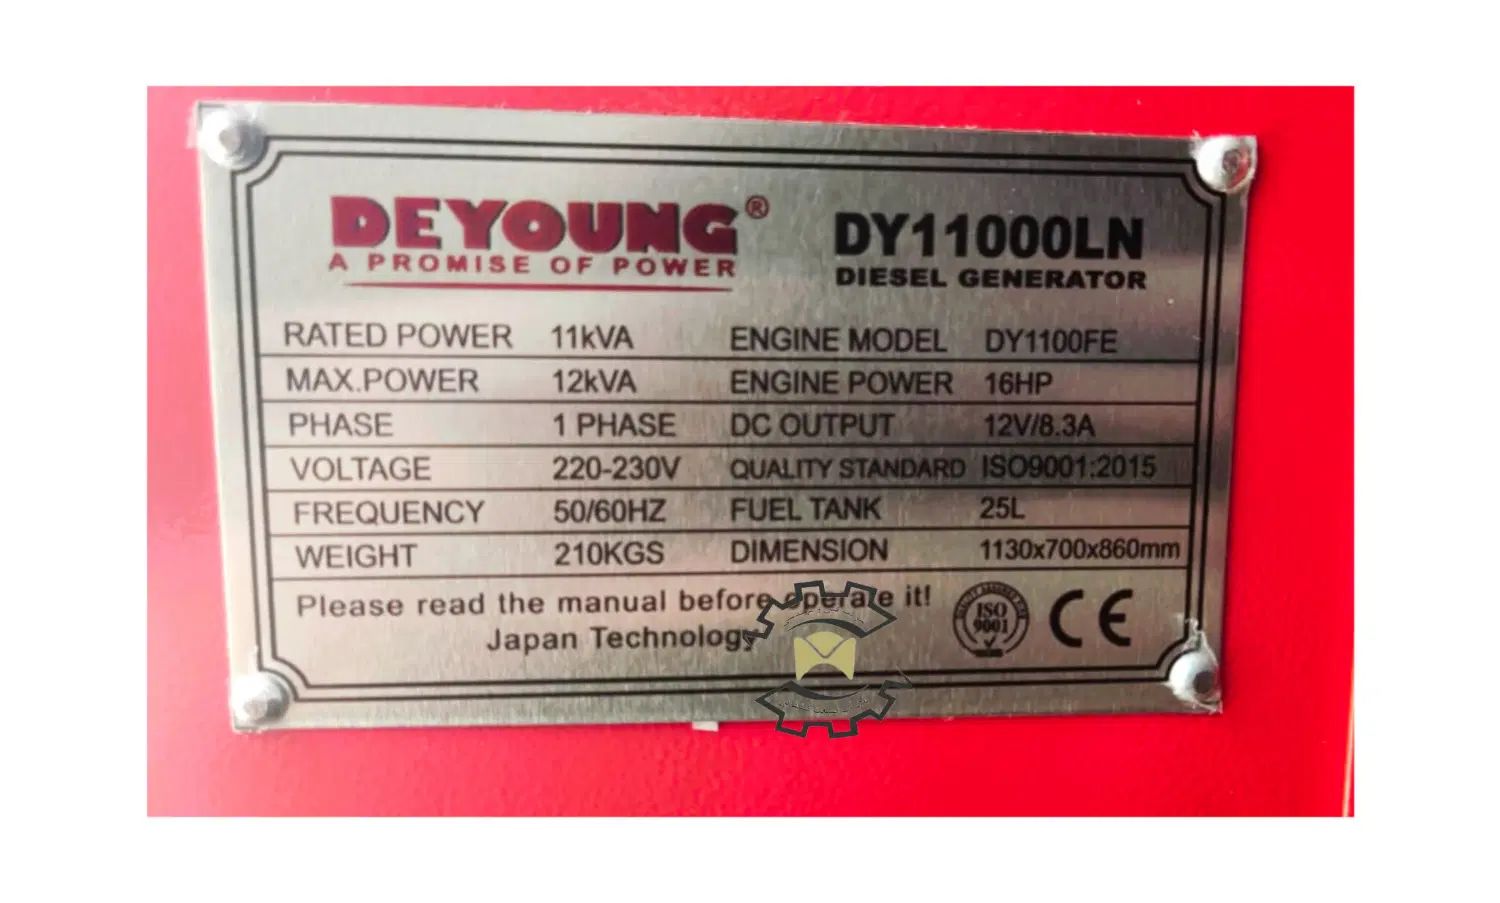 DEYOUNG®
A PROMISE OF POWER
DY11000LN
DIESEL GENERATOR
RATED POWER 11kVA ENGINE MODEL DY1100FE
MAX.POWER 12kVA ENGINE POWER 16HP
PHASE 1 PHASE DC OUTPUT 12V/8.3A
VOLTAGE 220-230V QUALITY STANDARD ISO9001:2015
FREQUENCY 50/60HZ FUEL TANK 25L
WEIGHT 210KGS DIMENSION 1130x700x860mm
Please read the manual before operate it!
Japan Technology
ISO
9001
CE